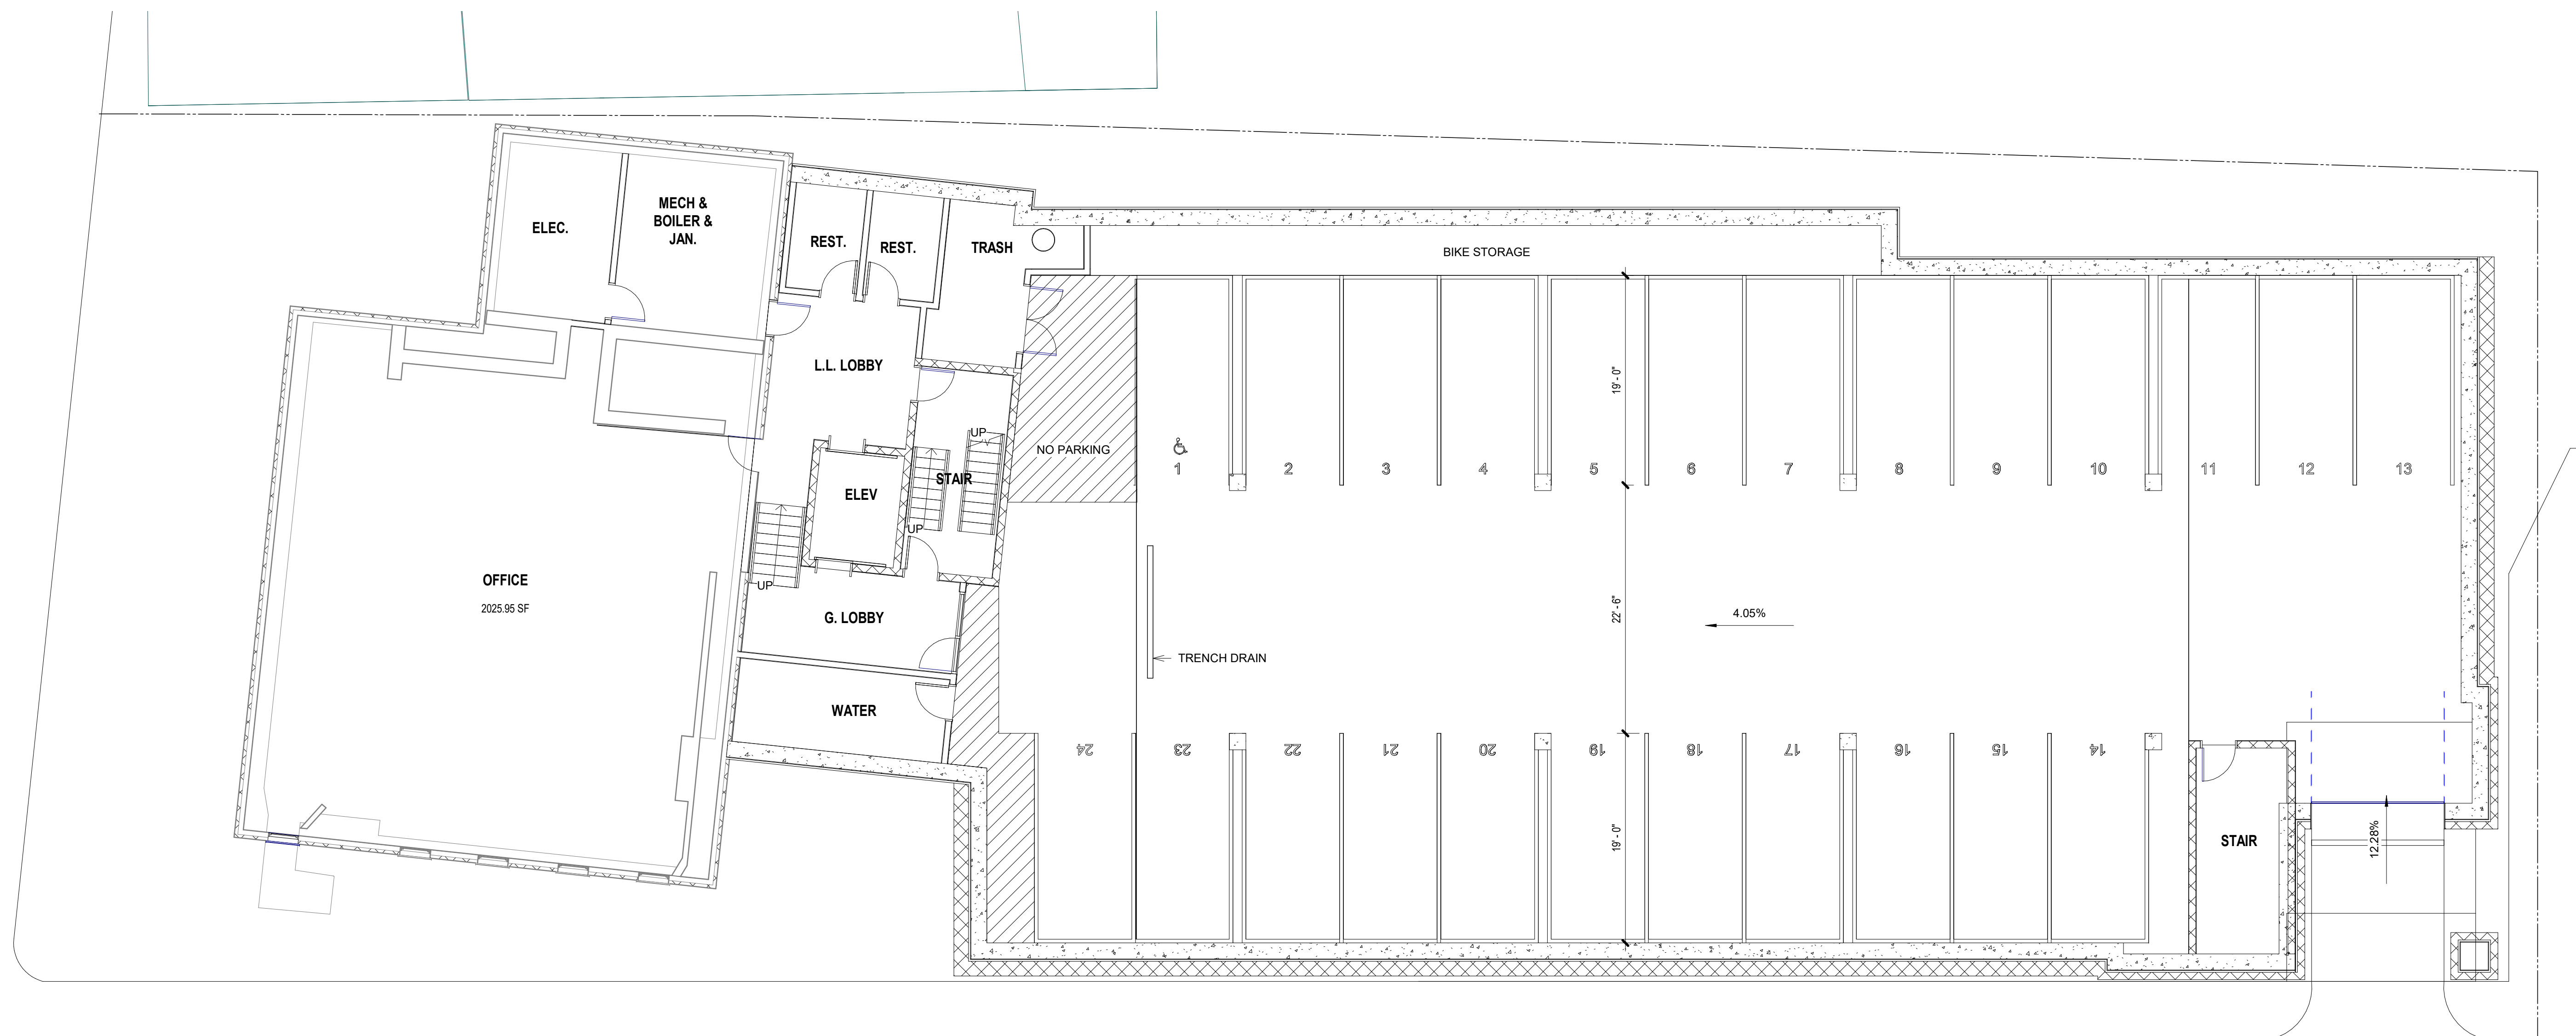 ELEC.
MECH &
BOILER &
JAN.
REST.
REST.
TRASH
BIKE STORAGE
L.L. LOBBY
19' - 0"
UP
NO PARKING
1
2
3
4
5
6
7
8
9
10
11
12
13
STAIR
ELEV
UP
UP
OFFICE
2025.95 SF
G. LOBBY
22' - 6"
4.05%
TRENCH DRAIN
WATER
24
23
22
21
20
19
18
17
16
15
14
19' - 0"
STAIR
12.28%